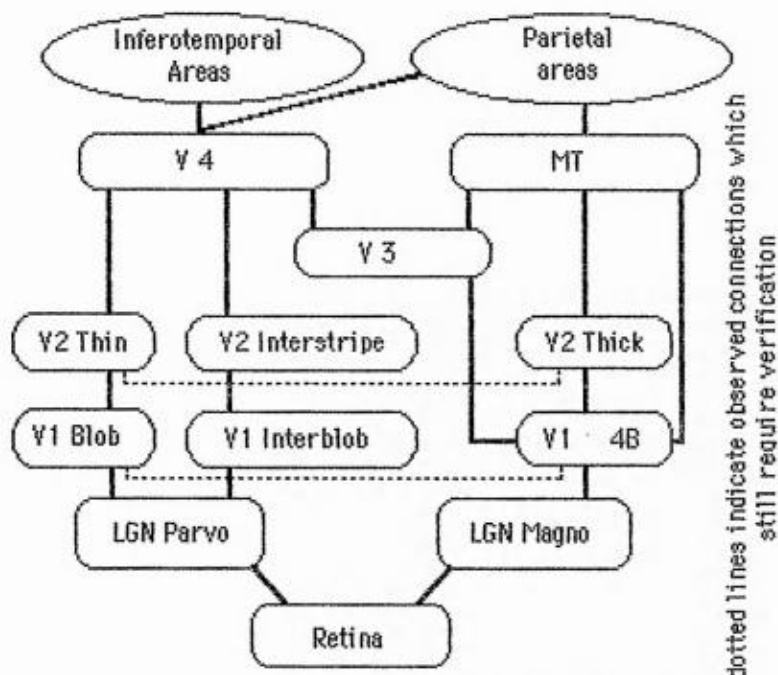 Inferotemporal
Areas
Parietal
areas
V 4
MT
V 3
V2 Thin
V2 Interstripe
V2 Thick
V1 Blob
V1 Interblob
V1 · 4B
LGN Parvo
LGN Magno
Retina
dotted lines indicate observed connections which
still require verification